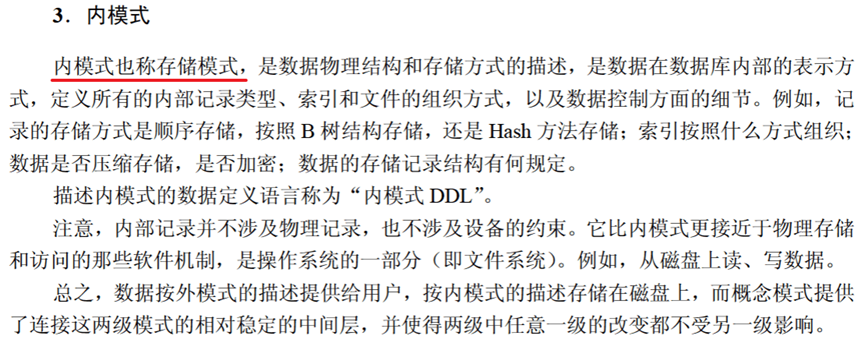 3．内模式
内模式也称存储模式，是数据物理结构和存储方式的描述，是数据在数据库内部的表示方
式，定义所有的内部记录类型、索引和文件的组织方式，以及数据控制方面的细节。例如，记
录的存储方式是顺序存储，按照 B 树结构存储，还是 Hash 方法存储；索引按照什么方式组织；
数据是否压缩存储，是否加密；数据的存储记录结构有何规定。
描述内模式的数据定义语言称为“内模式 DDL”。
注意，内部记录并不涉及物理记录，也不涉及设备的约束。它比内模式更接近于物理存储
和访问的那些软件机制，是操作系统的一部分（即文件系统）。例如，从磁盘上读、写数据。
总之，数据按外模式的描述提供给用户，按内模式的描述存储在磁盘上，而概念模式提供
了连接这两级模式的相对稳定的中间层，并使得两级中任意一级的改变都不受另一级影响。